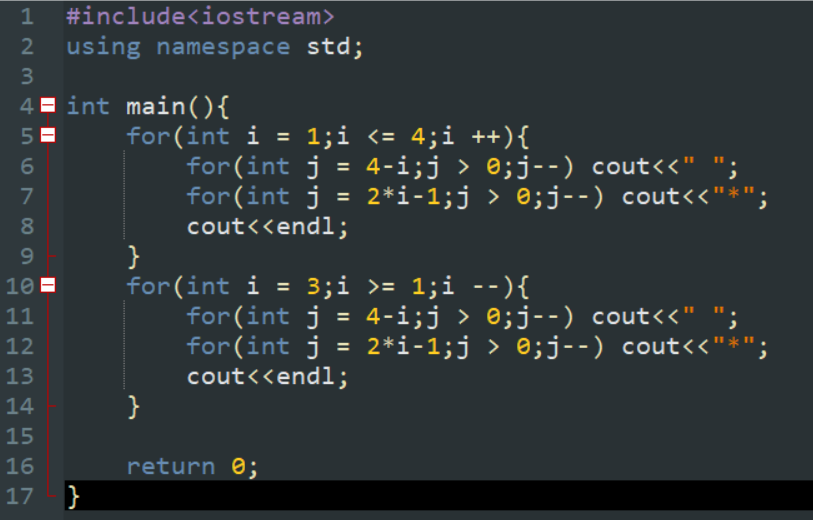 1 #include<iostream>
2 using namespace std;
3
4 int main(){
5     for(int i = 1;i <= 4;i ++){
6         for(int j = 4-i;j > 0;j--) cout<<" ";
7         for(int j = 2*i-1;j > 0;j--) cout<<"*";
8         cout<<endl;
9     }
10     for(int i = 3;i >= 1;i --){
11         for(int j = 4-i;j > 0;j--) cout<<" ";
12         for(int j = 2*i-1;j > 0;j--) cout<<"*";
13         cout<<endl;
14     }
15
16     return 0;
17 }